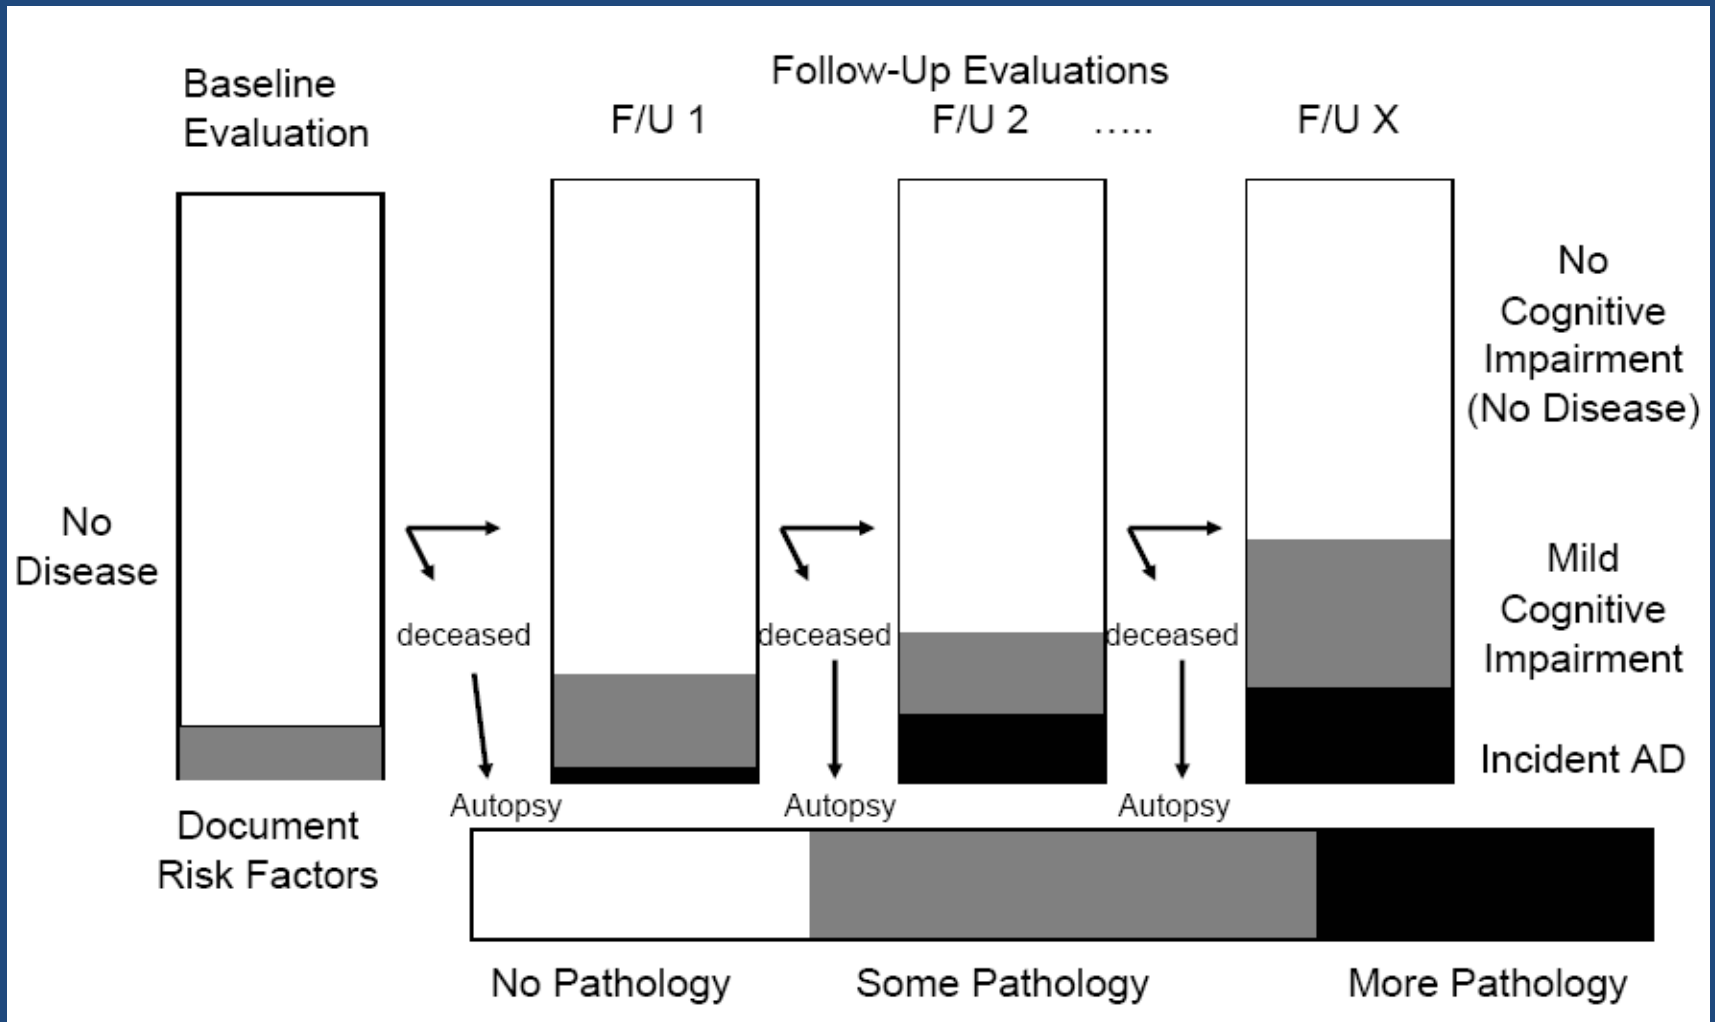 Baseline
Evaluation
Follow-Up Evaluations
F/U 1
F/U 2
.....
F/U X
No
Disease
No
Cognitive
Impairment
(No Disease)
Mild
Cognitive
Impairment
Incident AD
deceased
deceased
deceased
Autopsy
Autopsy
Autopsy
Document
Risk Factors
No Pathology
Some Pathology
More Pathology